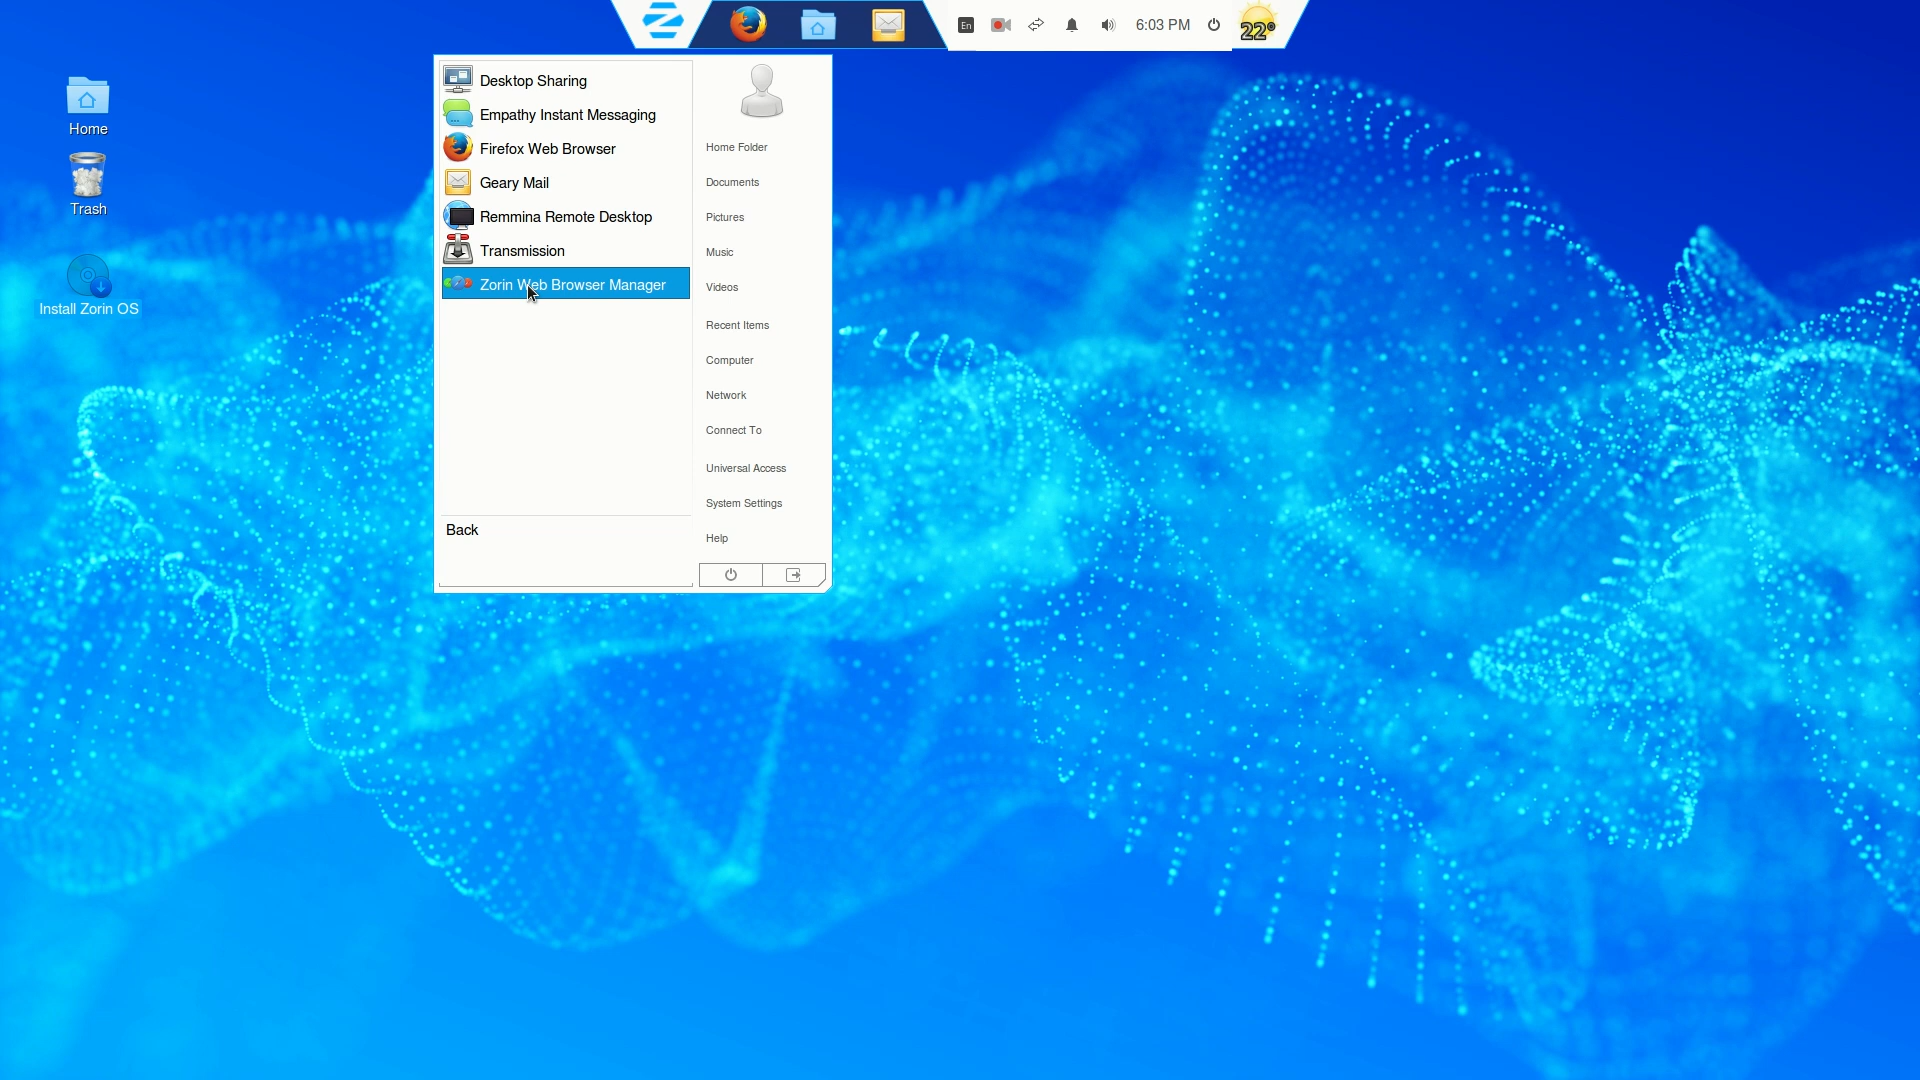 En
6:03 PM
22°
Home
Trash
Install Zorin OS
Desktop Sharing
Empathy Instant Messaging
Firefox Web Browser
Geary Mail
Remmina Remote Desktop
Transmission
Zorin Web Browser Manager
Back
Home Folder
Documents
Pictures
Music
Videos
Recent Items
Computer
Network
Connect To
Universal Access
System Settings
Help